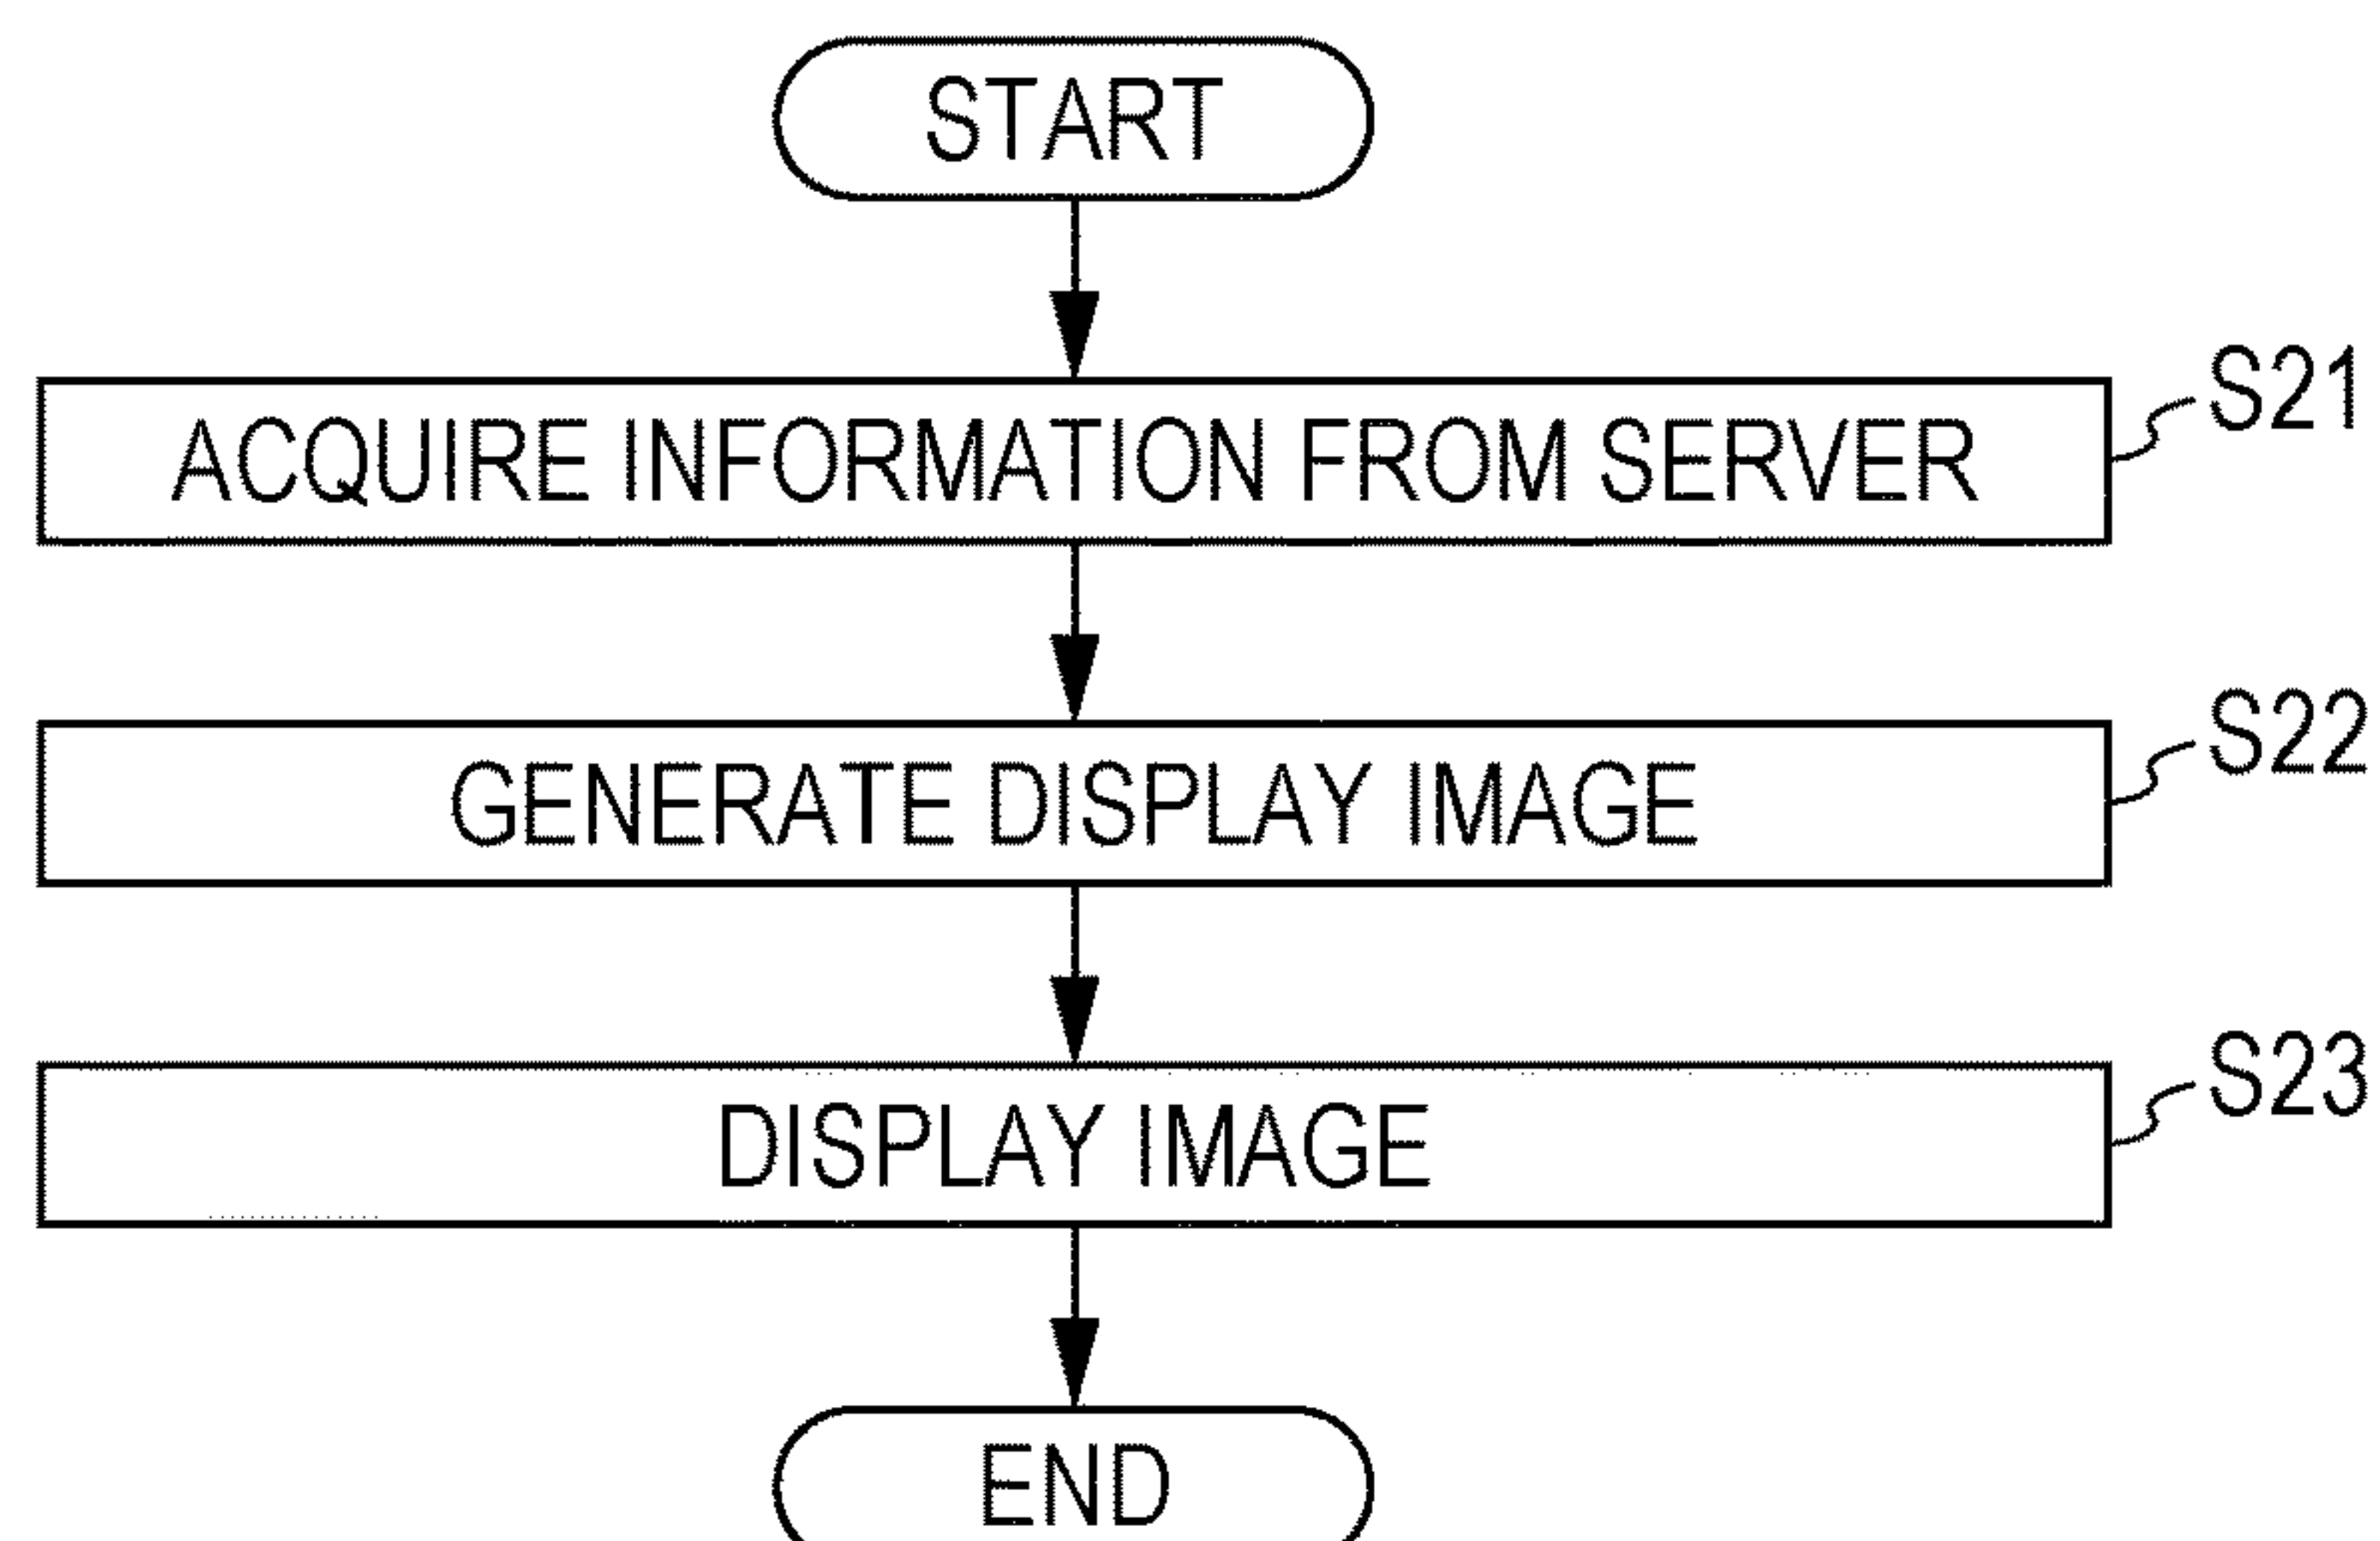 START
ACQUIRE INFORMATION FROM SERVER
S21
GENERATE DISPLAY IMAGE
S22
DISPLAY IMAGE
S23
END